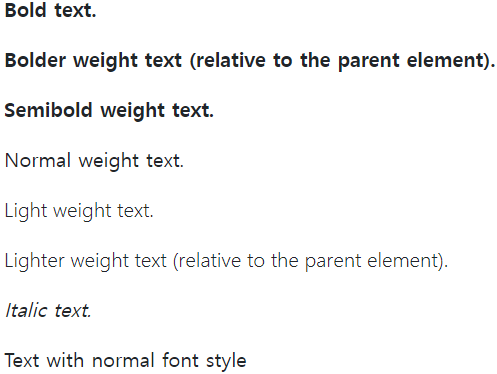 Bold text.
Bolder weight text (relative to the parent element).
Semibold weight text.
Normal weight text.
Light weight text.
Lighter weight text (relative to the parent element).
Italic text.
Text with normal font style